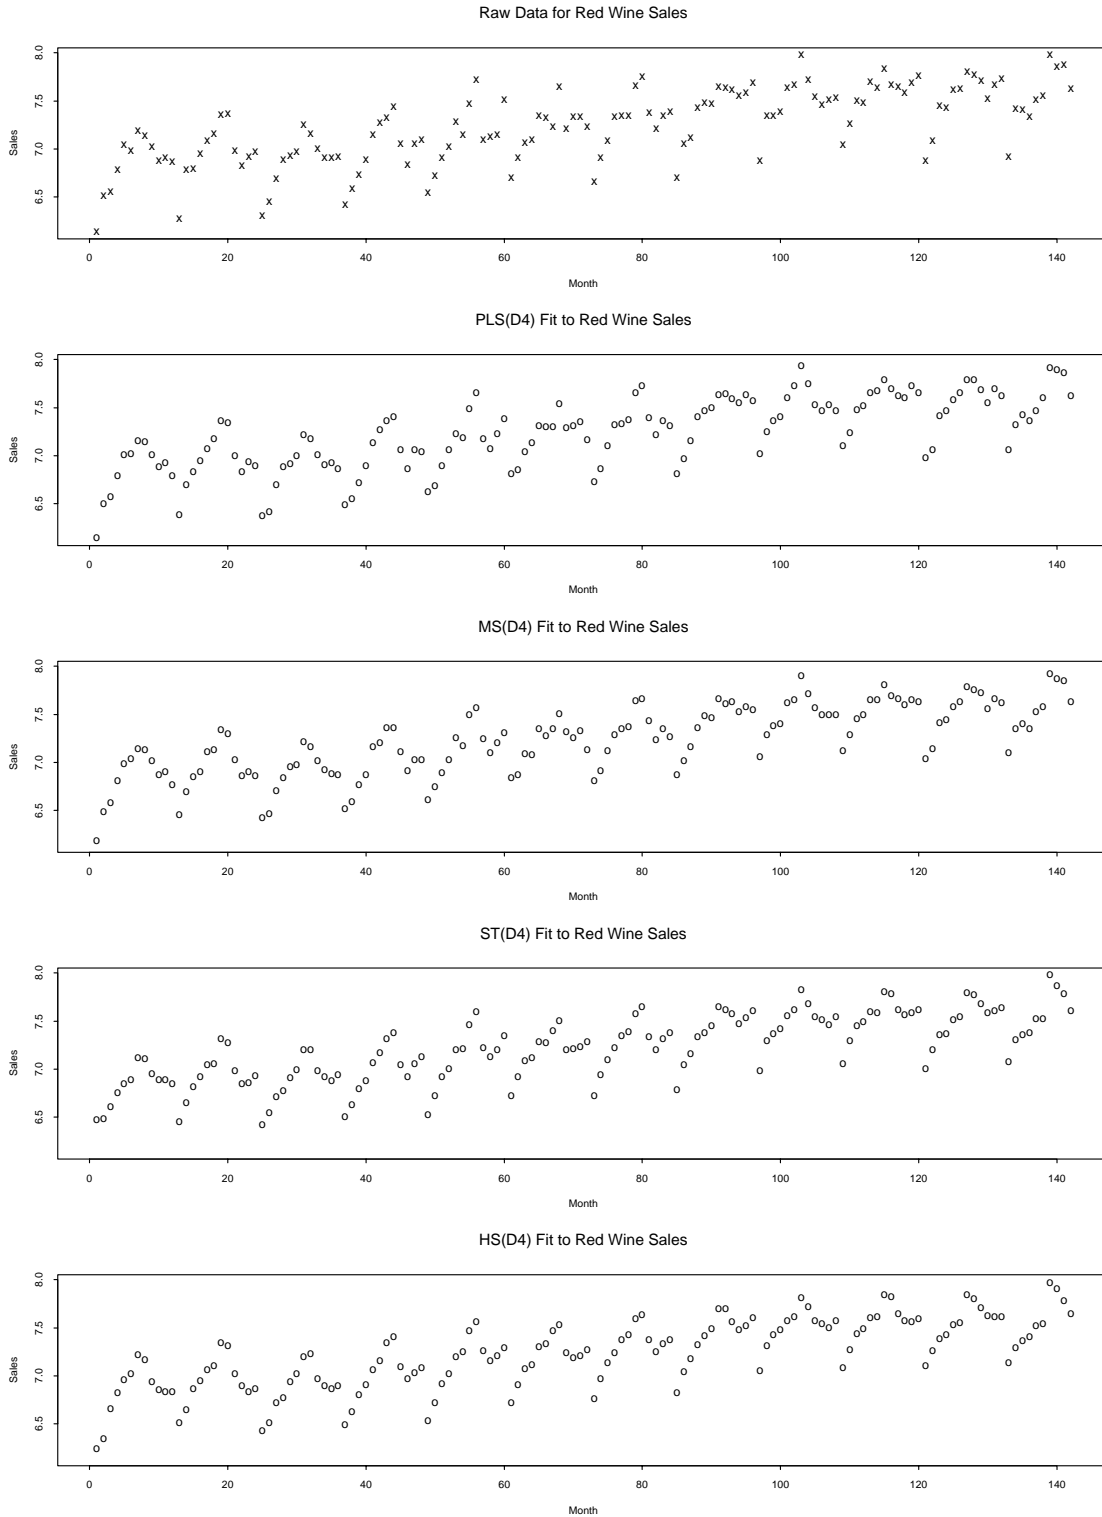 Raw Data for Red Wine Sales
8.0
7.5
7.0
6.5
Sales
0 20 40 60 80 100 120 140
Month
PLS(D4) Fit to Red Wine Sales
8.0
7.5
7.0
6.5
Sales
0 20 40 60 80 100 120 140
Month
MS(D4) Fit to Red Wine Sales
8.0
7.5
7.0
6.5
Sales
0 20 40 60 80 100 120 140
Month
ST(D4) Fit to Red Wine Sales
8.0
7.5
7.0
6.5
Sales
0 20 40 60 80 100 120 140
Month
HS(D4) Fit to Red Wine Sales
8.0
7.5
7.0
6.5
Sales
0 20 40 60 80 100 120 140
Month